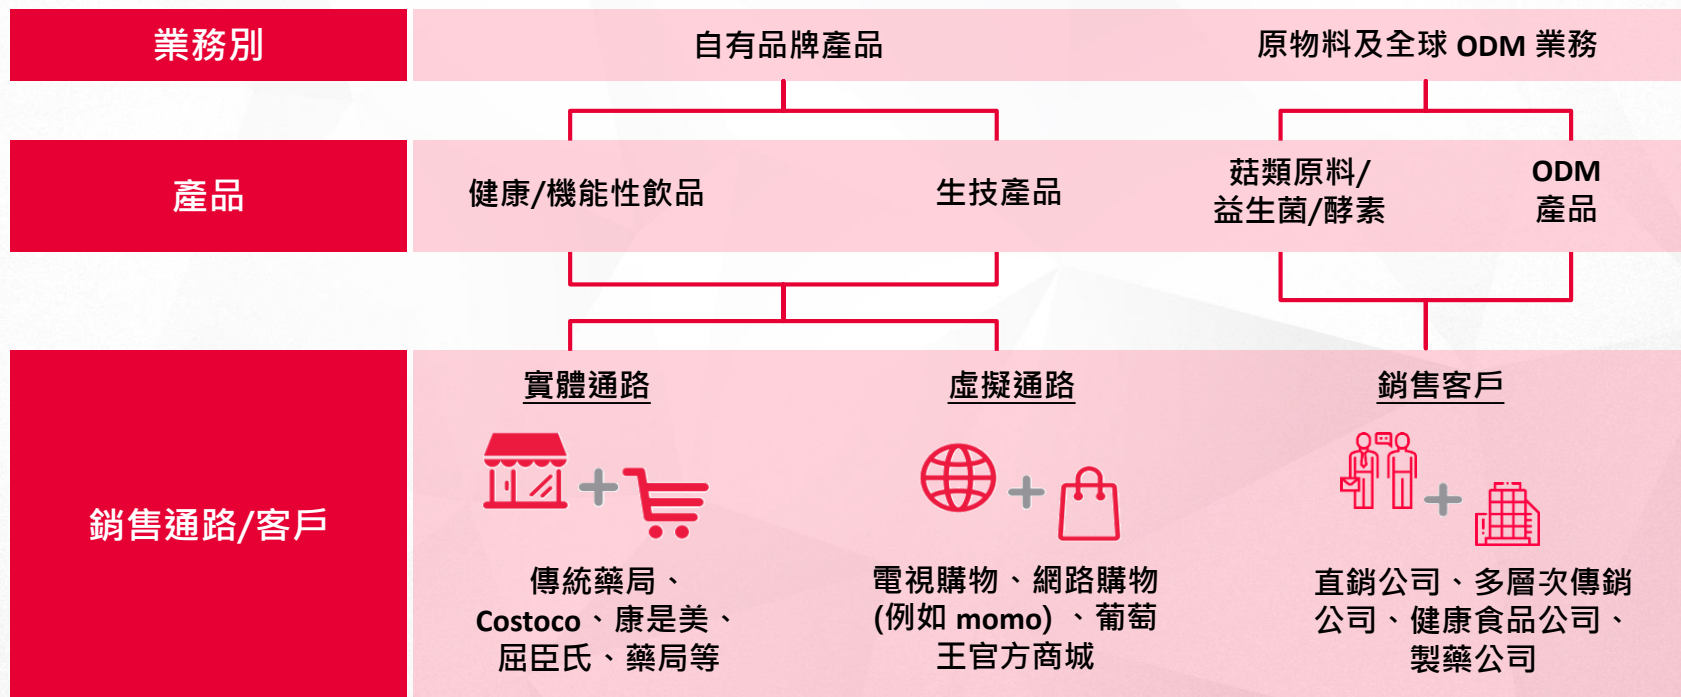 業務別
自有品牌產品
原物料及全球 ODM 業務
產品
健康/機能性飲品
生技產品
菇類原料/
益生菌/酵素
ODM
產品
銷售通路/客戶
實體通路
傳統藥局、
Costoco、康是美、
屈臣氏、藥局等
虛擬通路
電視購物、網路購物
(例如 momo) 、葡萄
王官方商城
銷售客戶
直銷公司、多層次傳銷
公司、健康食品公司、
製藥公司